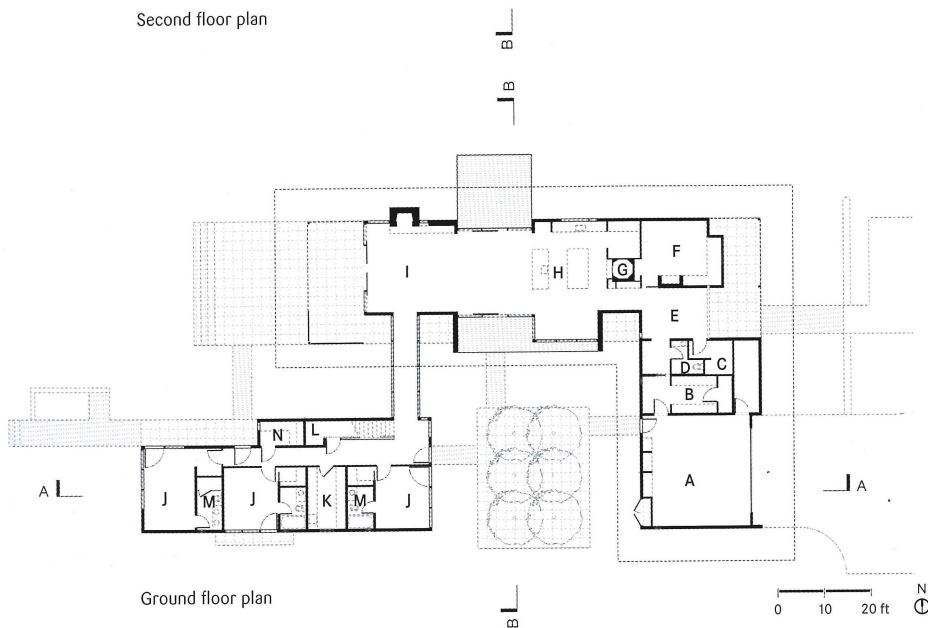 Second floor plan
B
B
F
I
H
G
E
D
C
B
N
L
A
J
M
J
K
M
J
A
A
Ground floor plan
B
0 10 20 ft
N